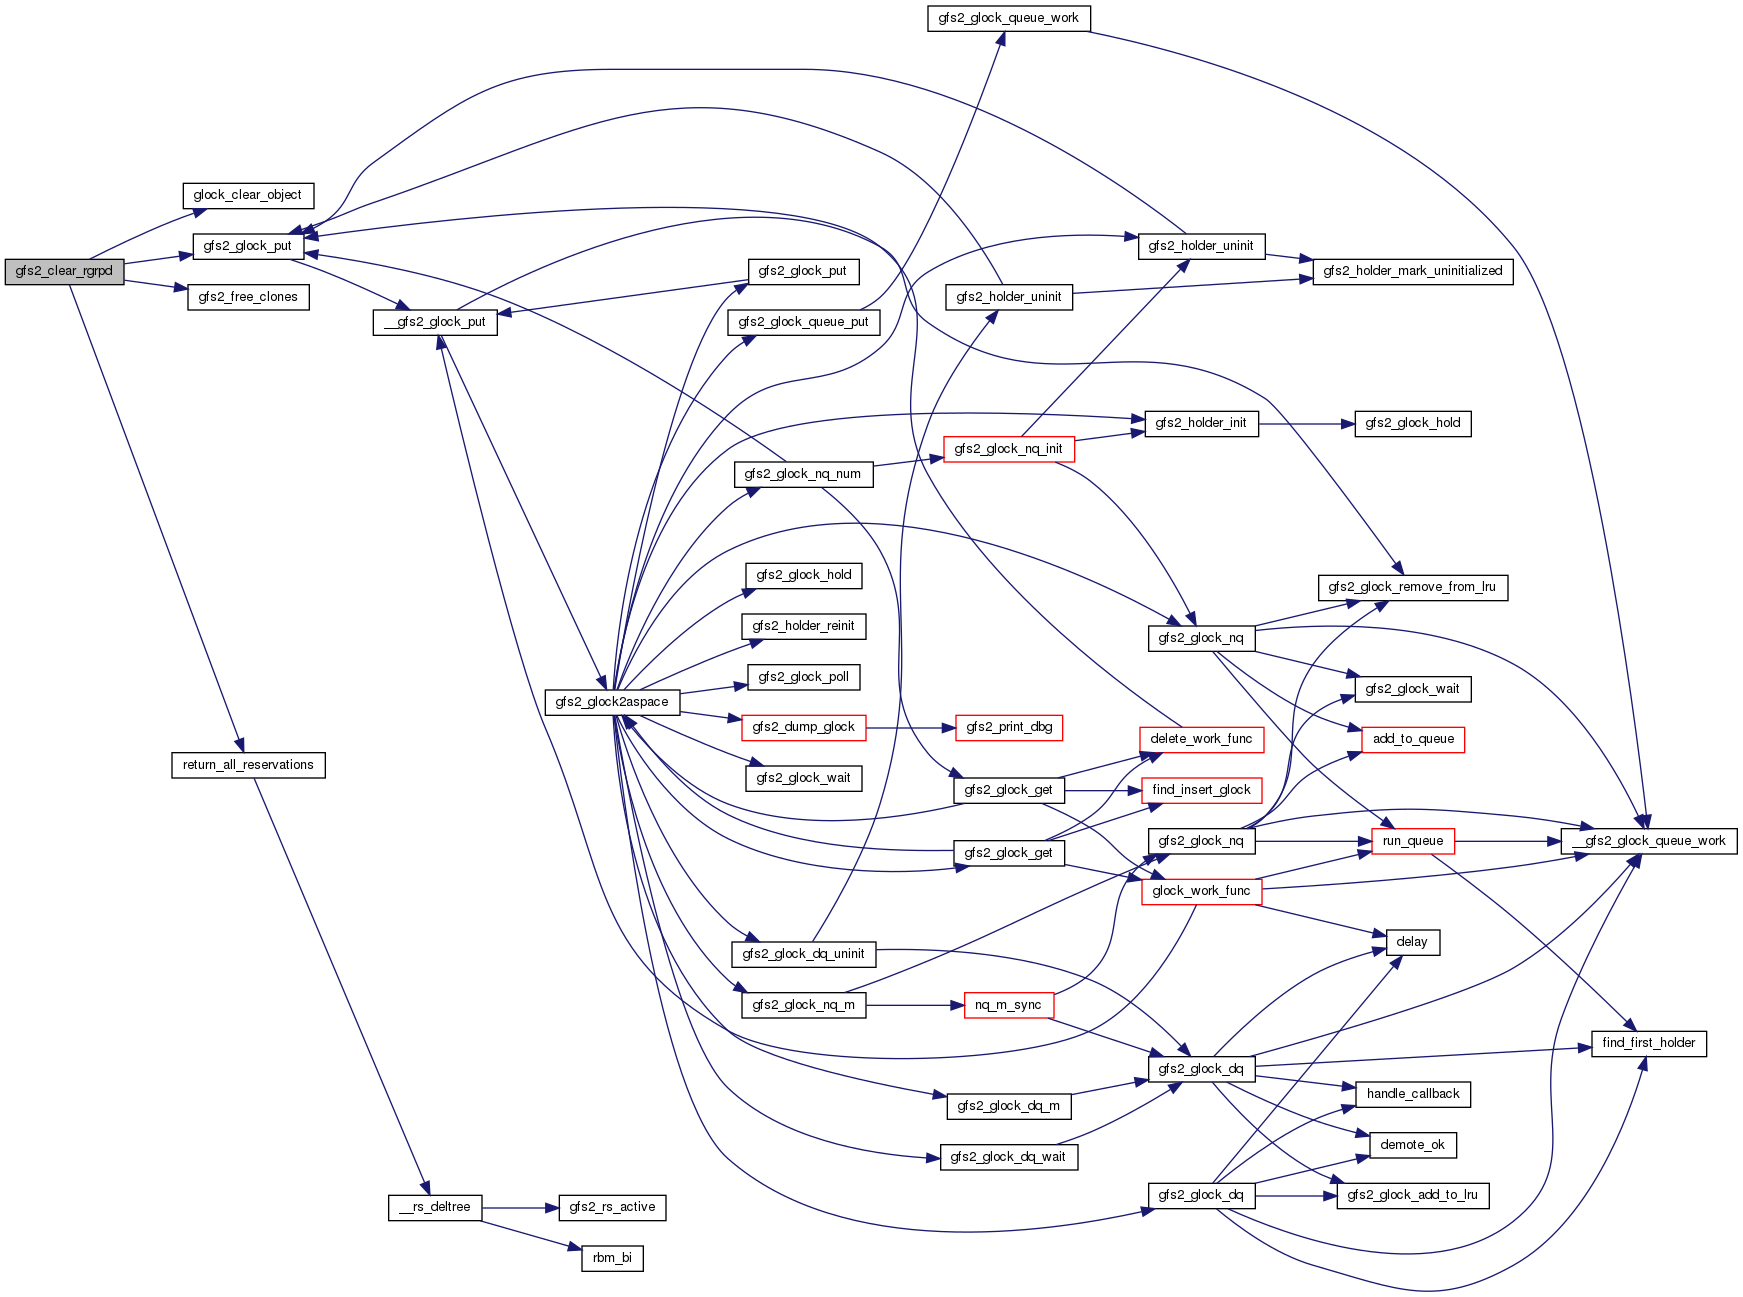 gfs2_glock_queue_work
glock_clear_object
gfs2_glock_put
gfs2_holder_uninit
gfs2_clear_rgrpd
gfs2_glock_put
gfs2_holder_mark_uninitialized
gfs2_free_clones
gfs2_holder_uninit
__gfs2_glock_put
gfs2_glock_queue_put
gfs2_holder_init
gfs2_glock_hold
gfs2_glock_nq_init
gfs2_glock_nq_num
gfs2_glock_hold
gfs2_glock_remove_from_lru
gfs2_holder_reinit
gfs2_glock_nq
gfs2_glock_poll
gfs2_glock_wait
gfs2_glock2aspace
gfs2_dump_glock
gfs2_print_dbg
delete_work_func
add_to_queue
return_all_reservations
gfs2_glock_wait
gfs2_glock_get
find_insert_glock
gfs2_glock_nq
run_queue
__gfs2_glock_queue_work
gfs2_glock_get
glock_work_func
delay
gfs2_glock_dq_uninit
gfs2_glock_nq_m
nq_m_sync
find_first_holder
gfs2_glock_dq
handle_callback
gfs2_glock_dq_m
demote_ok
gfs2_glock_dq_wait
gfs2_glock_dq
gfs2_glock_add_to_lru
__rs_deltree
gfs2_rs_active
rbm_bi